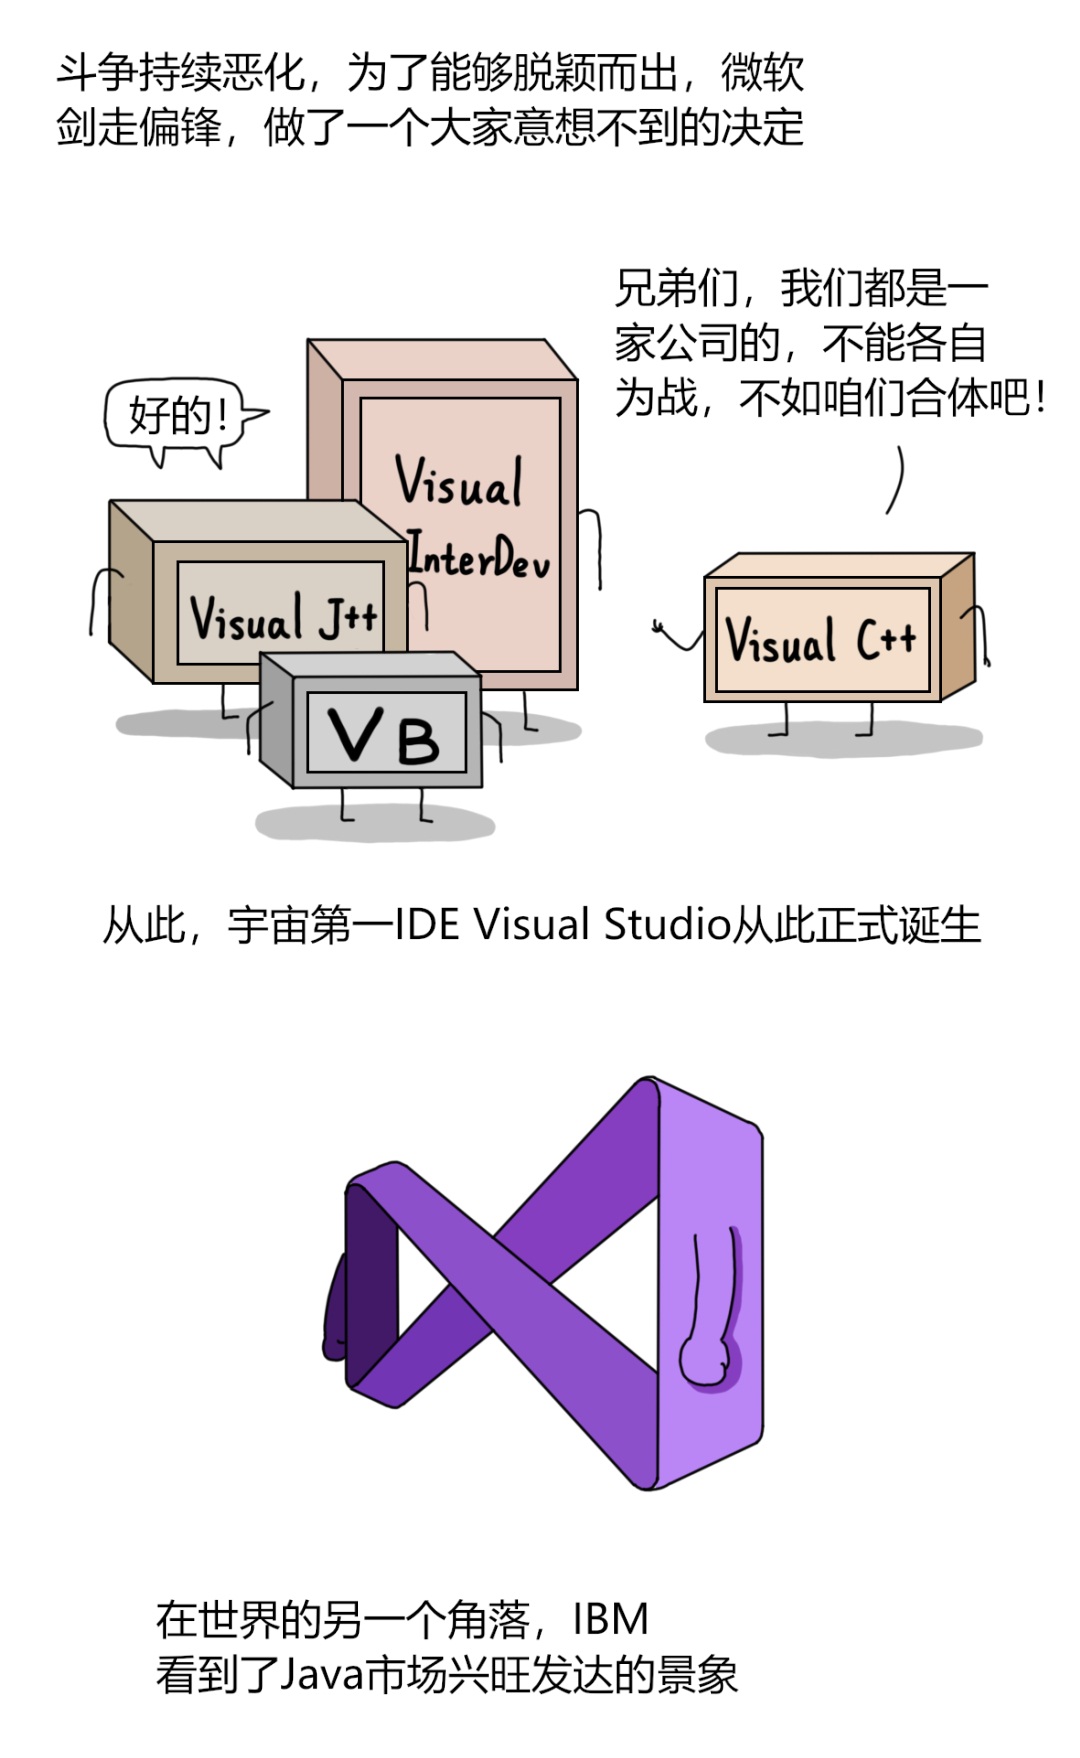 斗争持续恶化，为了能够脱颖而出，微软
剑走偏锋，做了一个大家意想不到的决定
兄弟们，我们都是一
家公司的，不能各自
为战，不如咱们合体吧！
好的！
Visual
InterDev
Visual J++
Visual C++
VB
从此，宇宙第一IDE Visual Studio从此正式诞生
在世界的另一个角落，IBM
看到了Java市场兴旺发达的景象